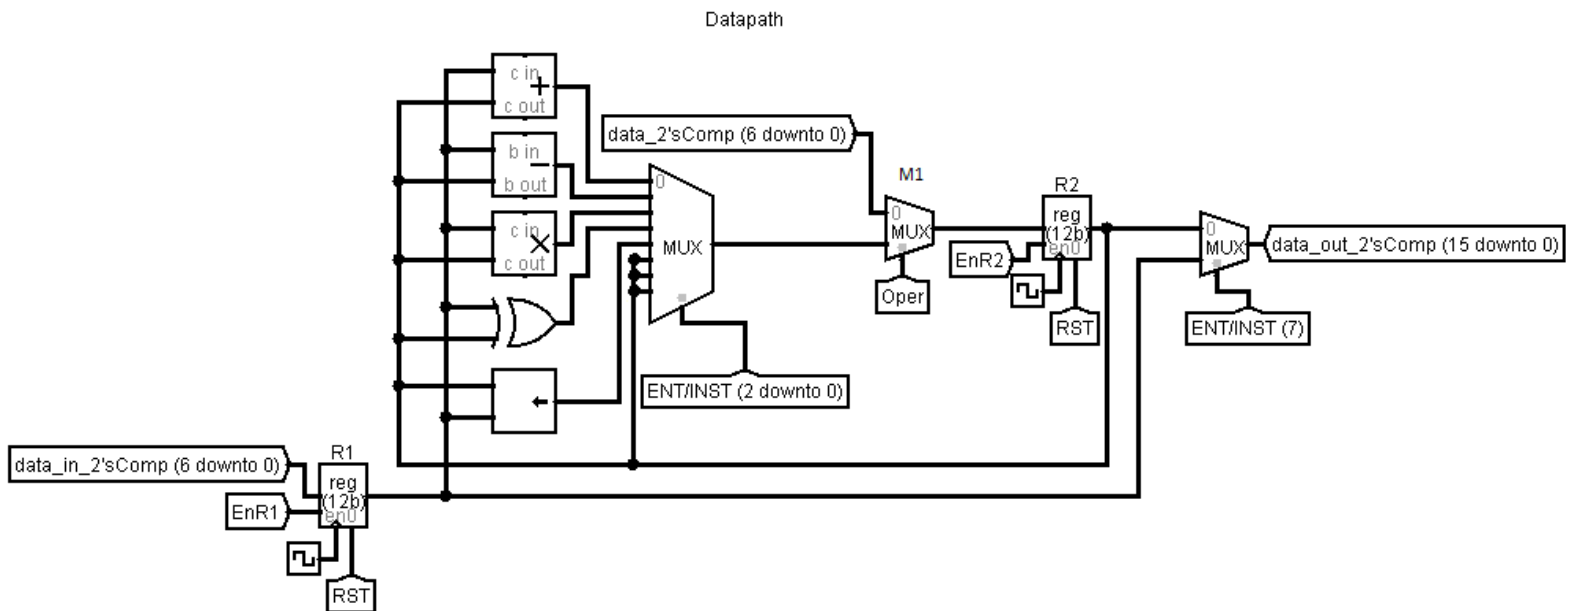 Datapath
c in
+
c out
data_2'sComp (6 downto 0)
b in
−
b out
0
M1
R2
c in
×
c out
MUX
0
MUX
reg
(12b)
en0
0
MUX
data_out_2'sComp (15 downto 0)
EnR2
Oper
RST
ENT/INST (7)
ENT/INST (2 downto 0)
data_in_2'sComp (6 downto 0)
R1
reg
(12b)
en0
EnR1
RST